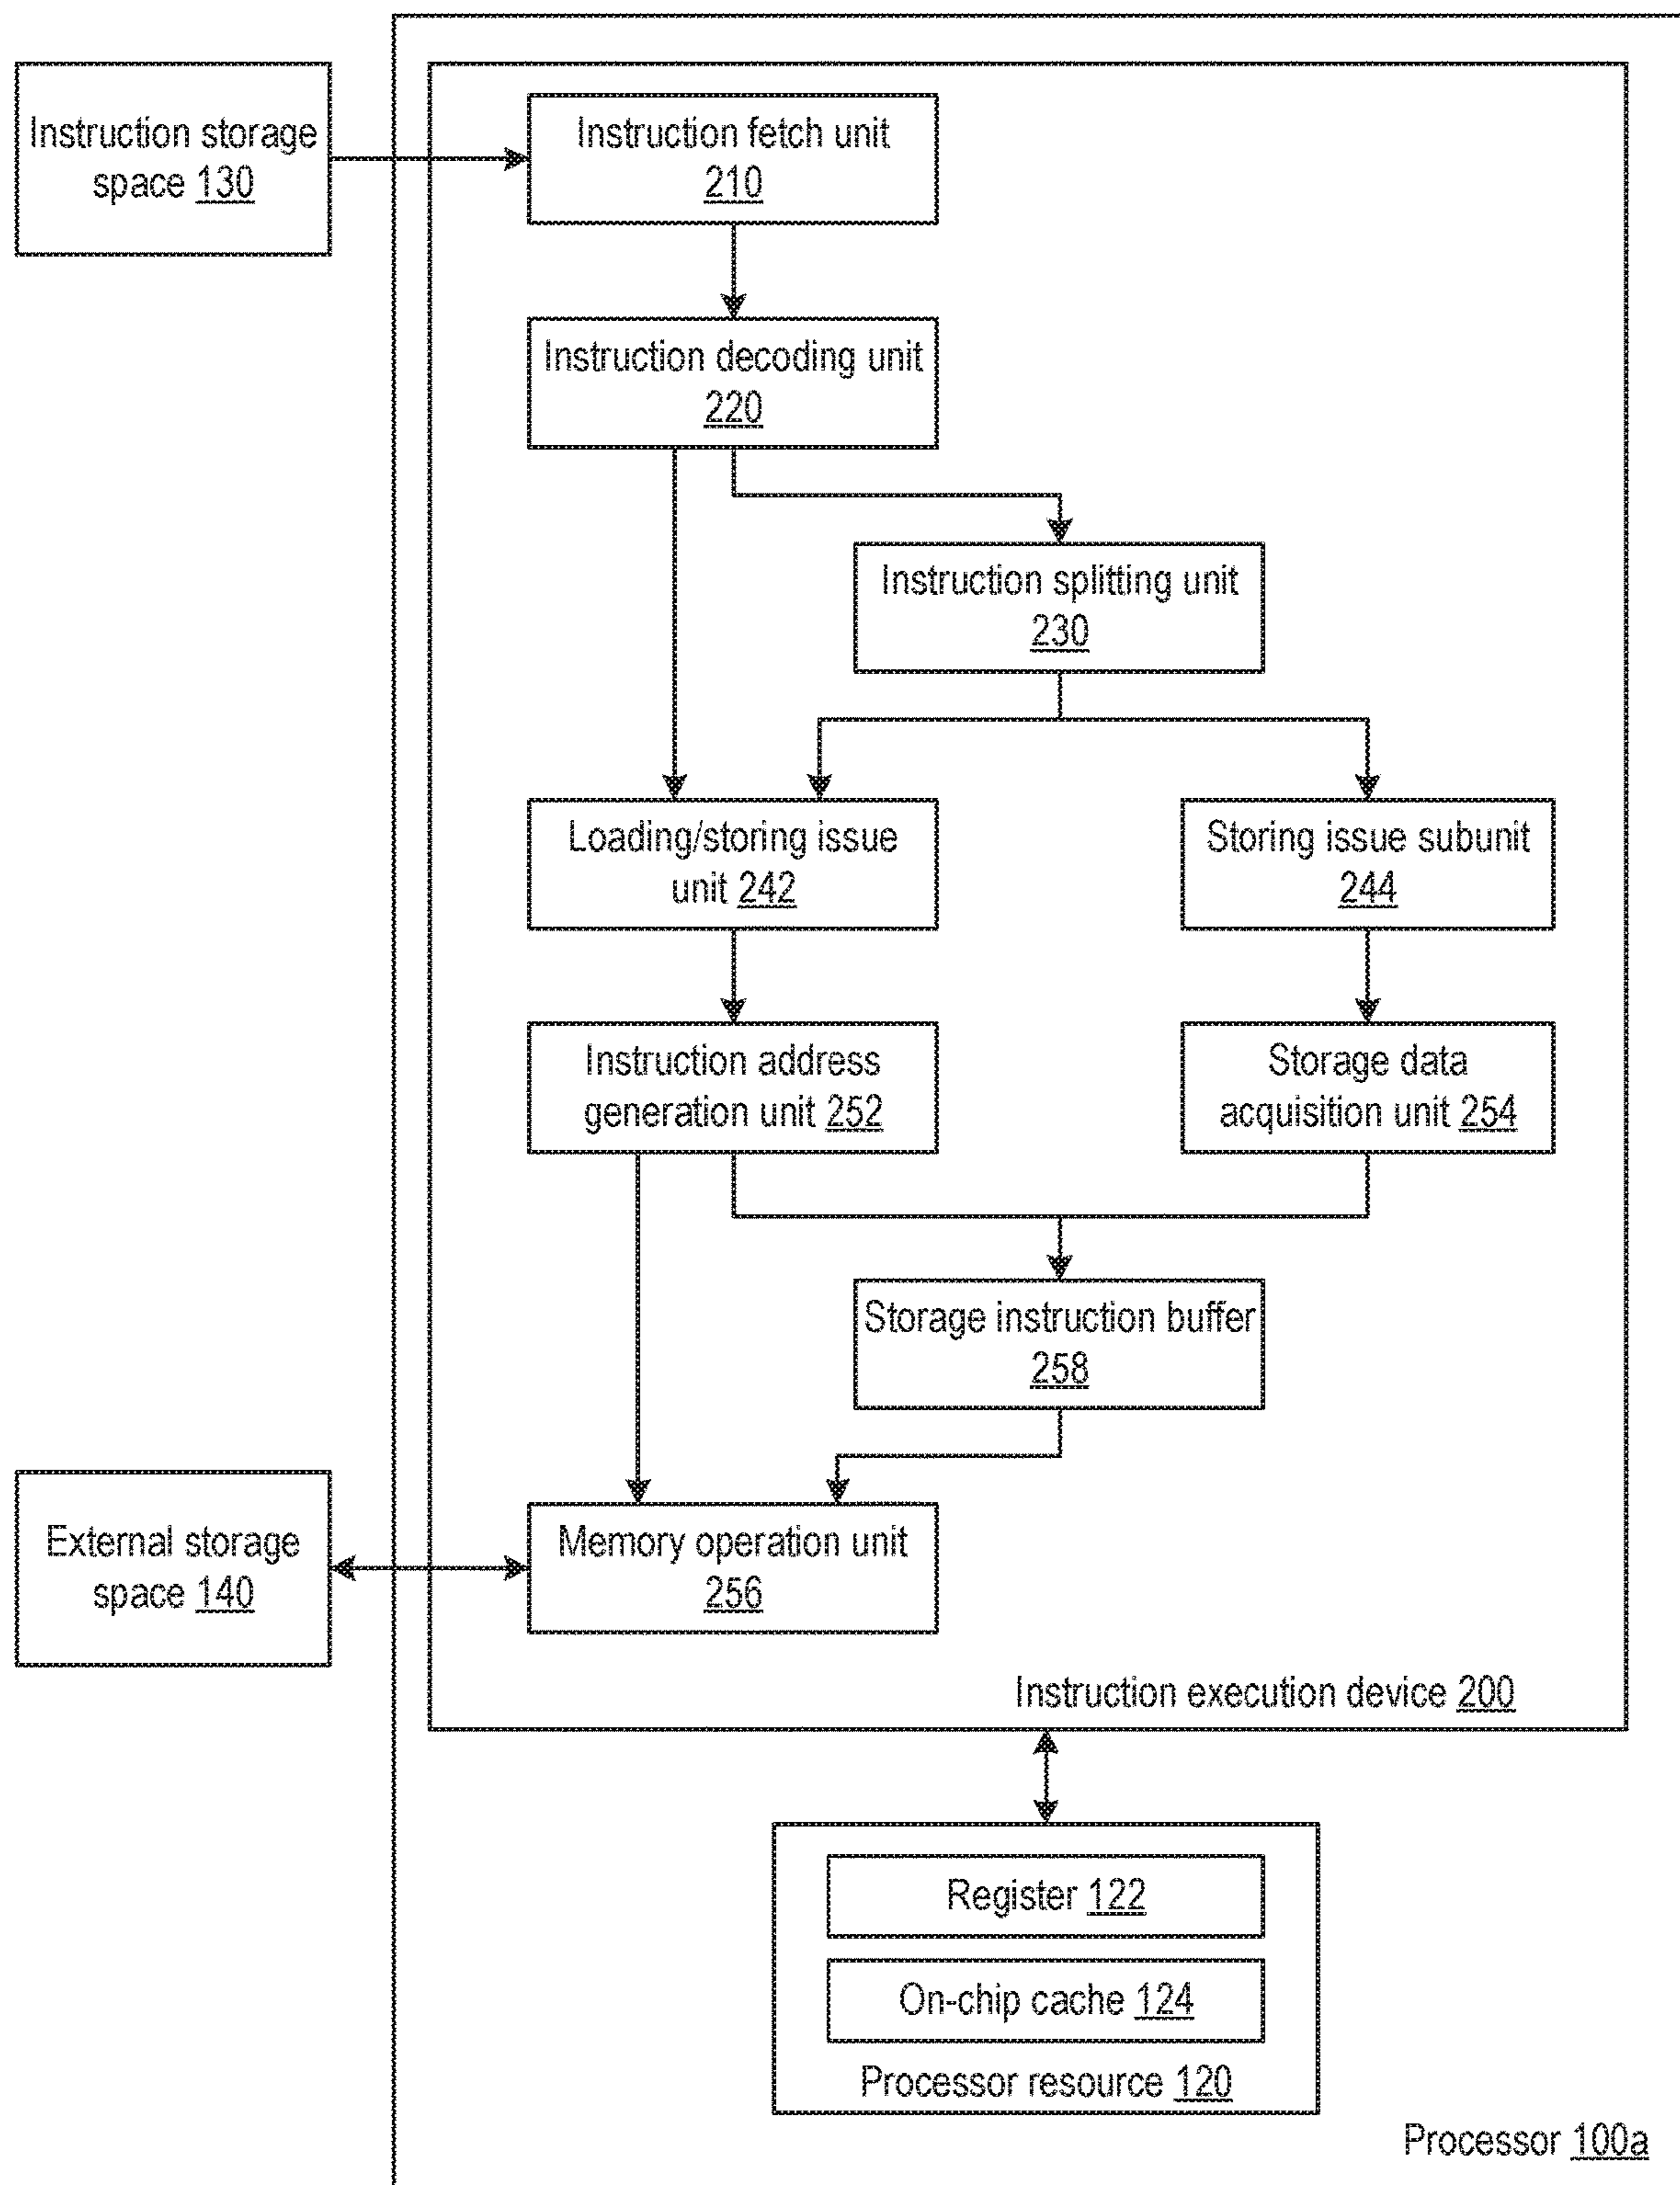 Instruction storage
space 130
Instruction fetch unit
210
Instruction decoding unit
220
Instruction splitting unit
230
Loading/storing issue
unit 242
Storing issue subunit
244
Instruction address
generation unit 252
Storage data
acquisition unit 254
Storage instruction buffer
258
External storage
space 140
Memory operation unit
256
Instruction execution device 200
Register 122
On-chip cache 124
Processor resource 120
Processor 100a